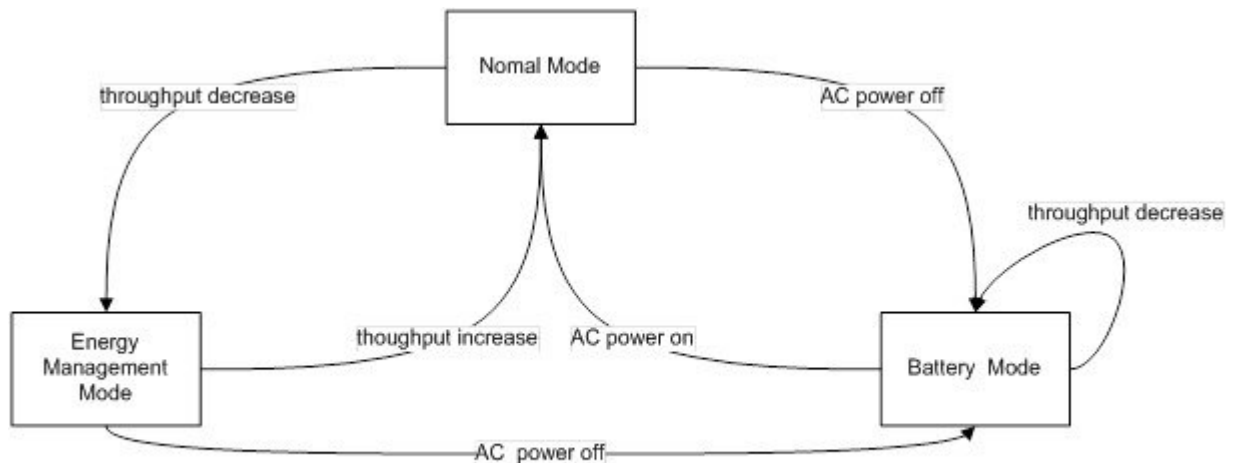 Nomal Mode
throughput decrease
AC power off
throughput decrease
thoughput increase
AC power on
Energy
Management
Mode
Battery  Mode
AC  power off